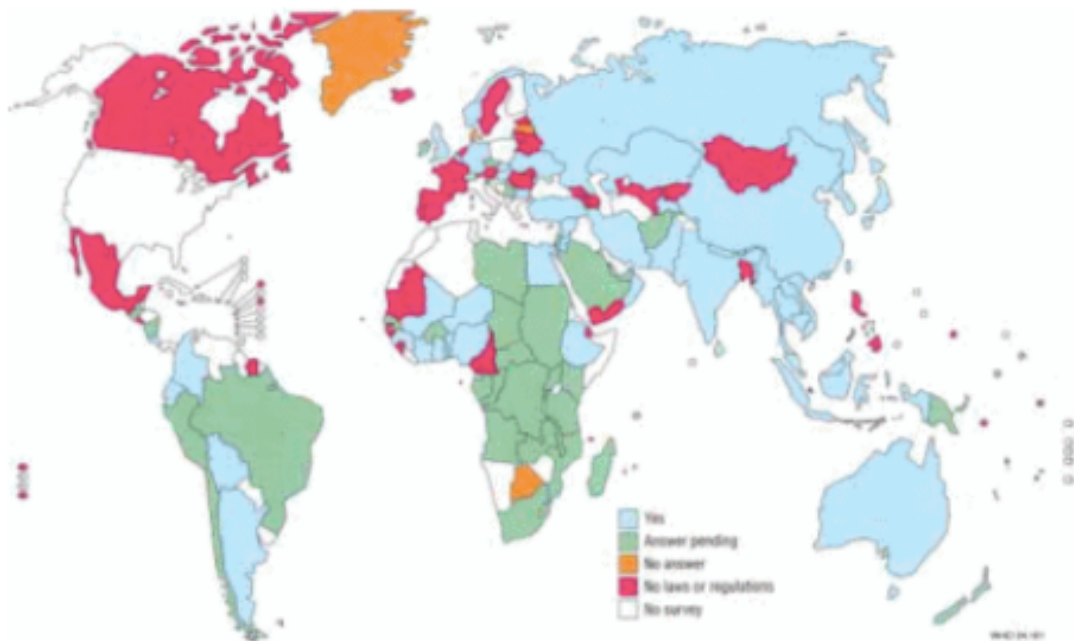 Yes
Answer pending
No answer
No laws or regulations
No survey